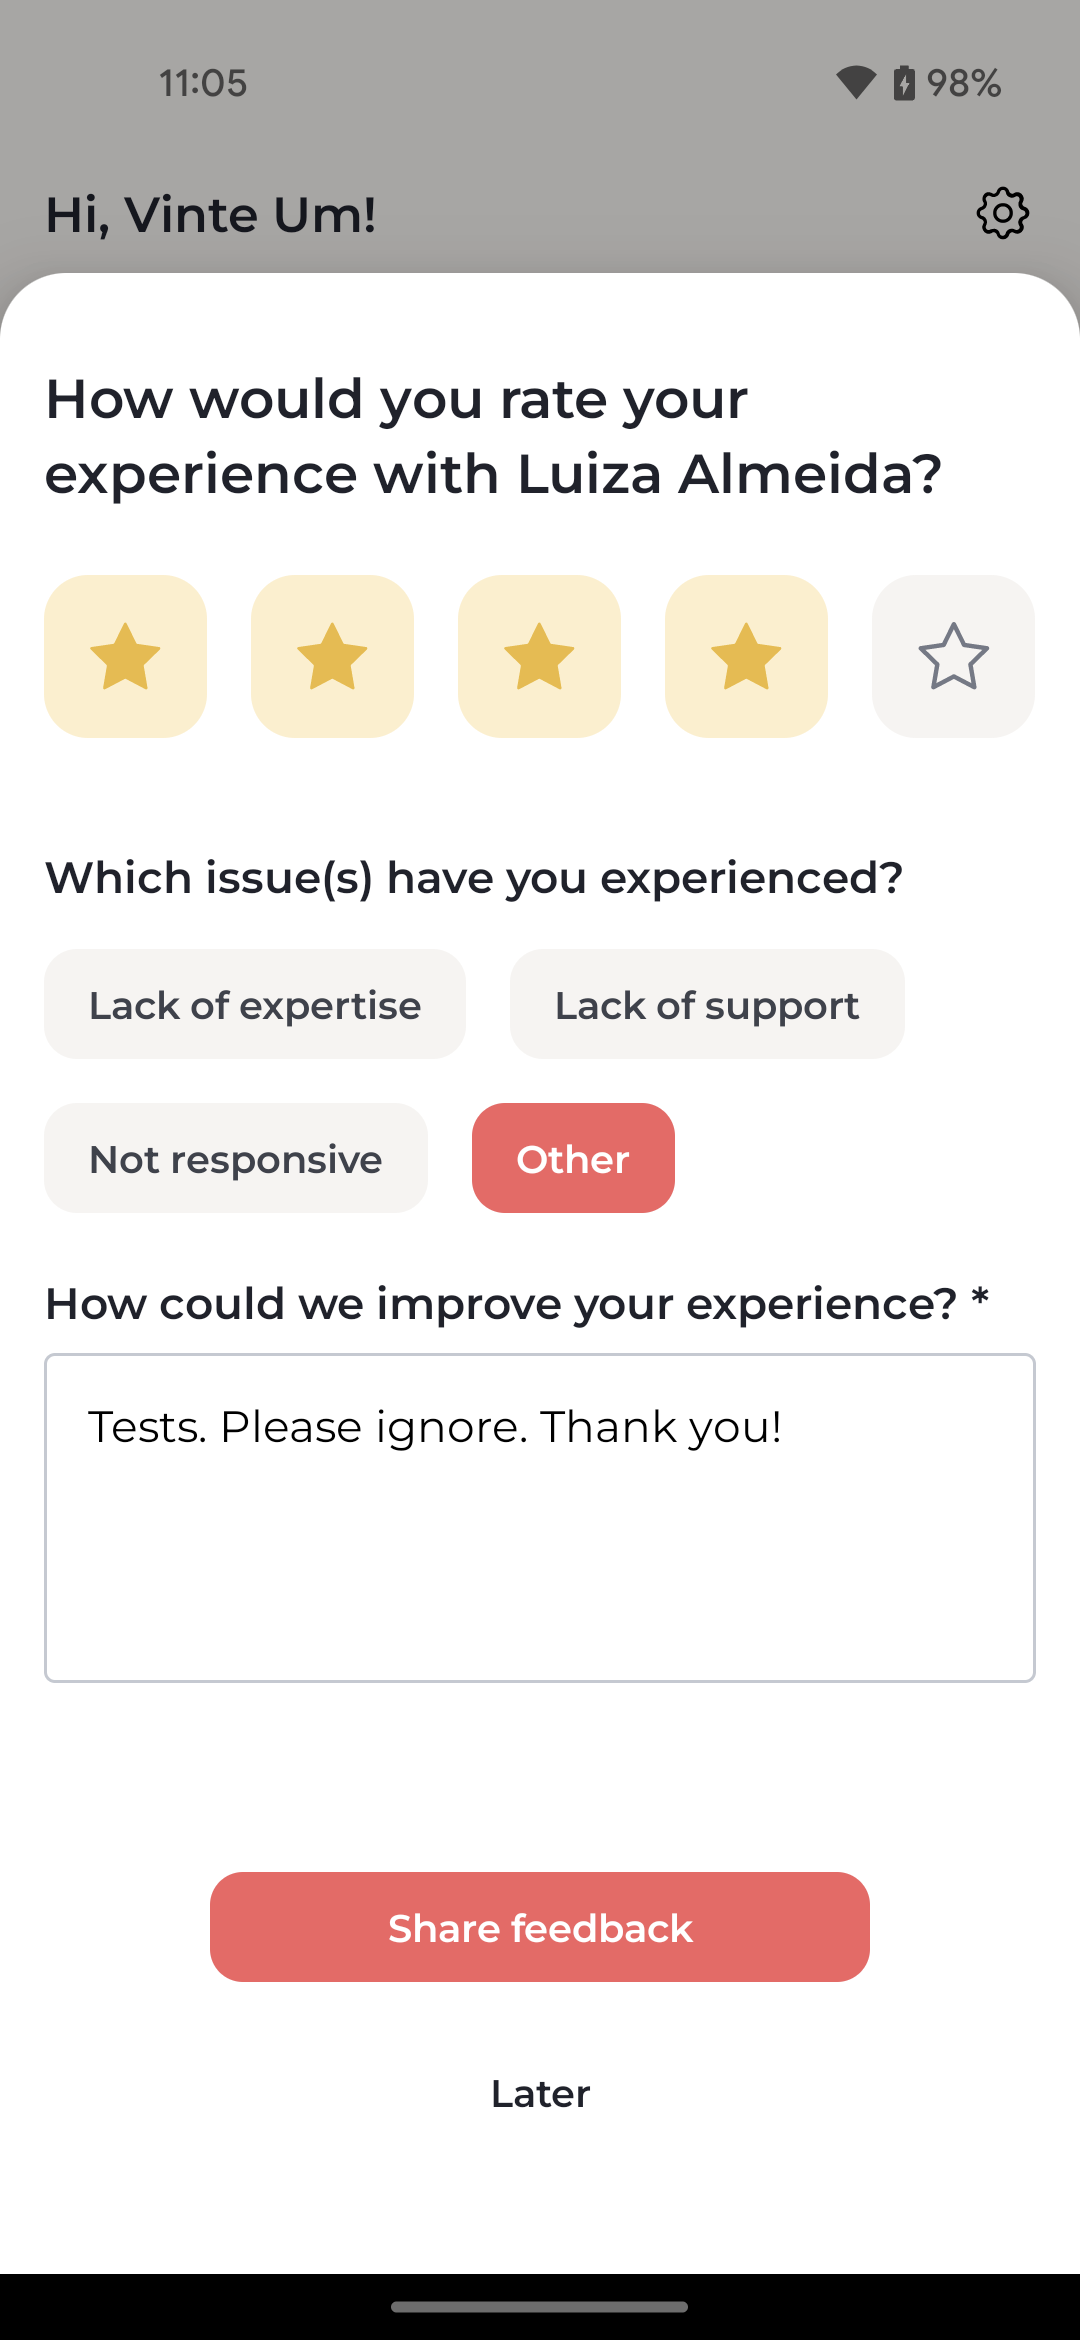 11:05
98%
Hi, Vinte Um!
How would you rate your
experience with Luiza Almeida?
Which issue(s) have you experienced?
Lack of expertise
Lack of support
Not responsive
Other
How could we improve your experience? *
Tests. Please ignore. Thank you!
Share feedback
Later